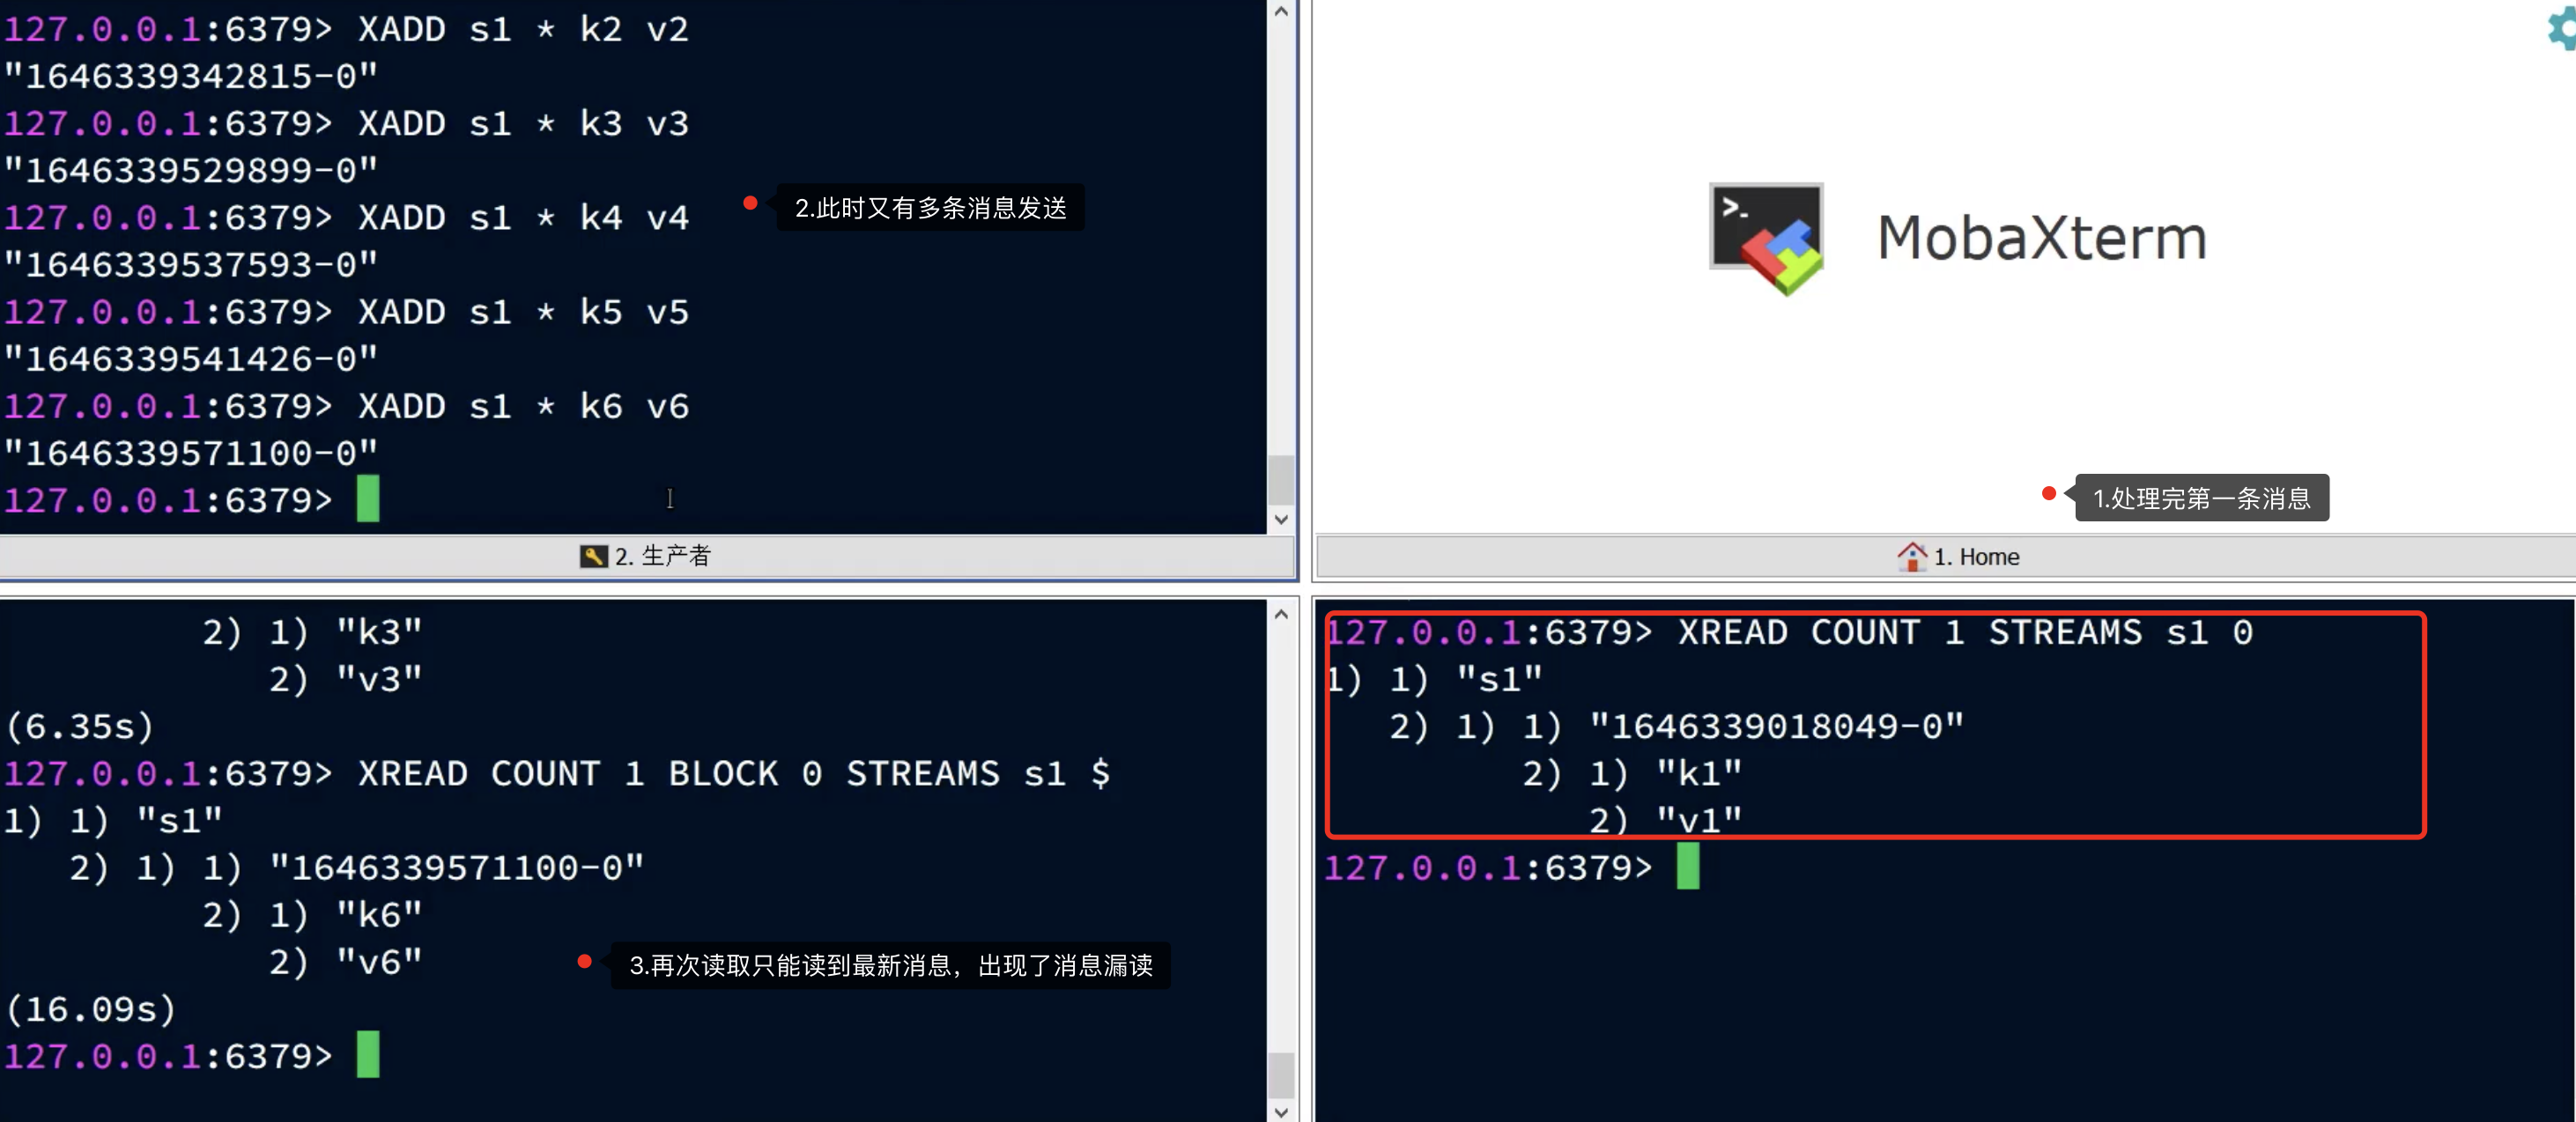 127.0.0.1:6379> XADD s1 * k2 v2
"1646339342815-0"
127.0.0.1:6379> XADD s1 * k3 v3
"1646339529899-0"
127.0.0.1:6379> XADD s1 * k4 v4
2.此时又有多条消息发送
"1646339537593-0"
127.0.0.1:6379> XADD s1 * k5 v5
"1646339541426-0"
127.0.0.1:6379> XADD s1 * k6 v6
"1646339571100-0"
127.0.0.1:6379>
2. 生产者
MobaXterm
1.处理完第一条消息
1. Home
2) 1) "k3"
2) "v3"
(6.35s)
127.0.0.1:6379> XREAD COUNT 1 BLOCK 0 STREAMS s1 $
1) 1) "s1"
2) 1) 1) "1646339571100-0"
2) 1) "k6"
2) "v6"
3.再次读取只能读到最新消息，出现了消息漏读
(16.09s)
127.0.0.1:6379>
127.0.0.1:6379> XREAD COUNT 1 STREAMS s1 0
1) 1) "s1"
2) 1) 1) "1646339018049-0"
2) 1) "k1"
2) "v1"
127.0.0.1:6379>